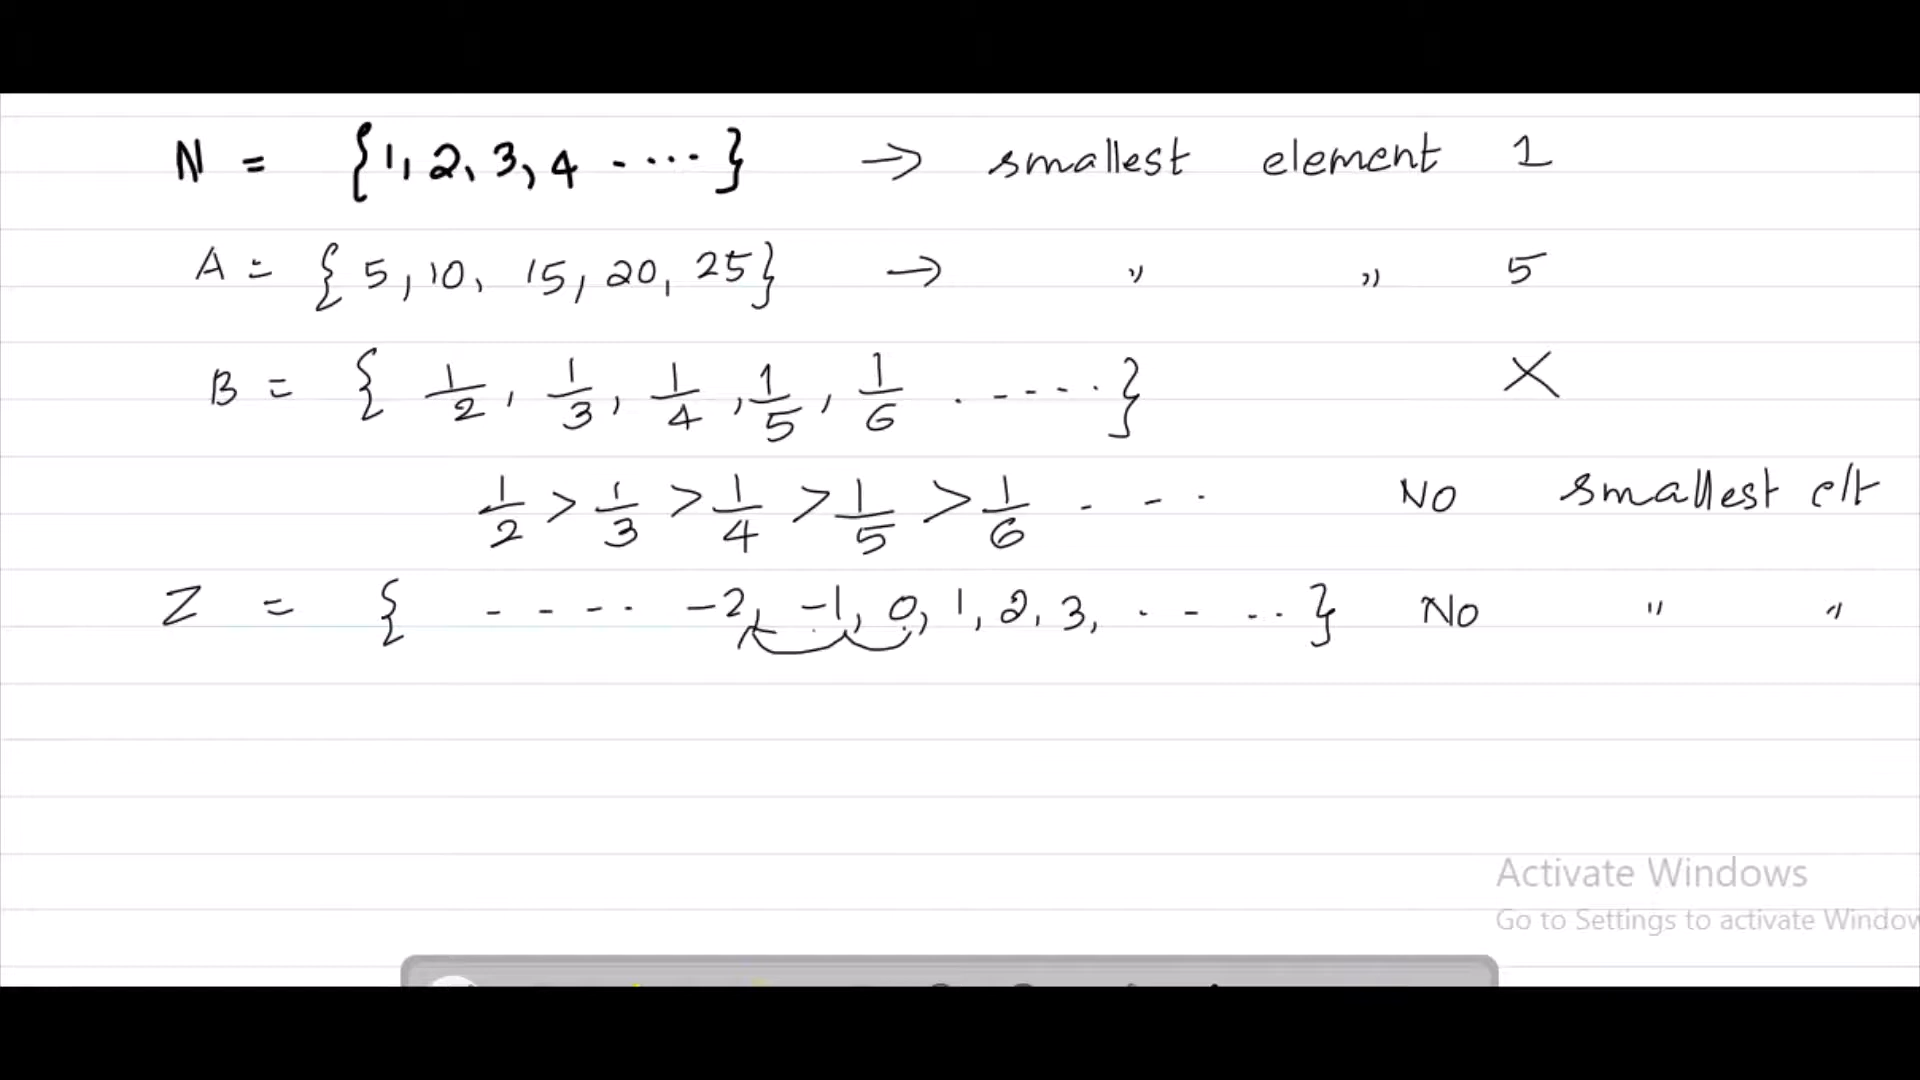 N = {1, 2, 3, 4 - ....} → smallest element 1
A = {5, 10, 15, 20, 25} → " " 5
B = { 1/2, 1/3, 1/4, 1/5, 1/6 . - - - - .} X
1/2 > 1/3 > 1/4 > 1/5 > 1/6 - - . No smallest elt
Z = { - - - - . -2, -1, 0, 1, 2, 3, . - - . .} No " "
Activate Windows
Go to Settings to activate Window